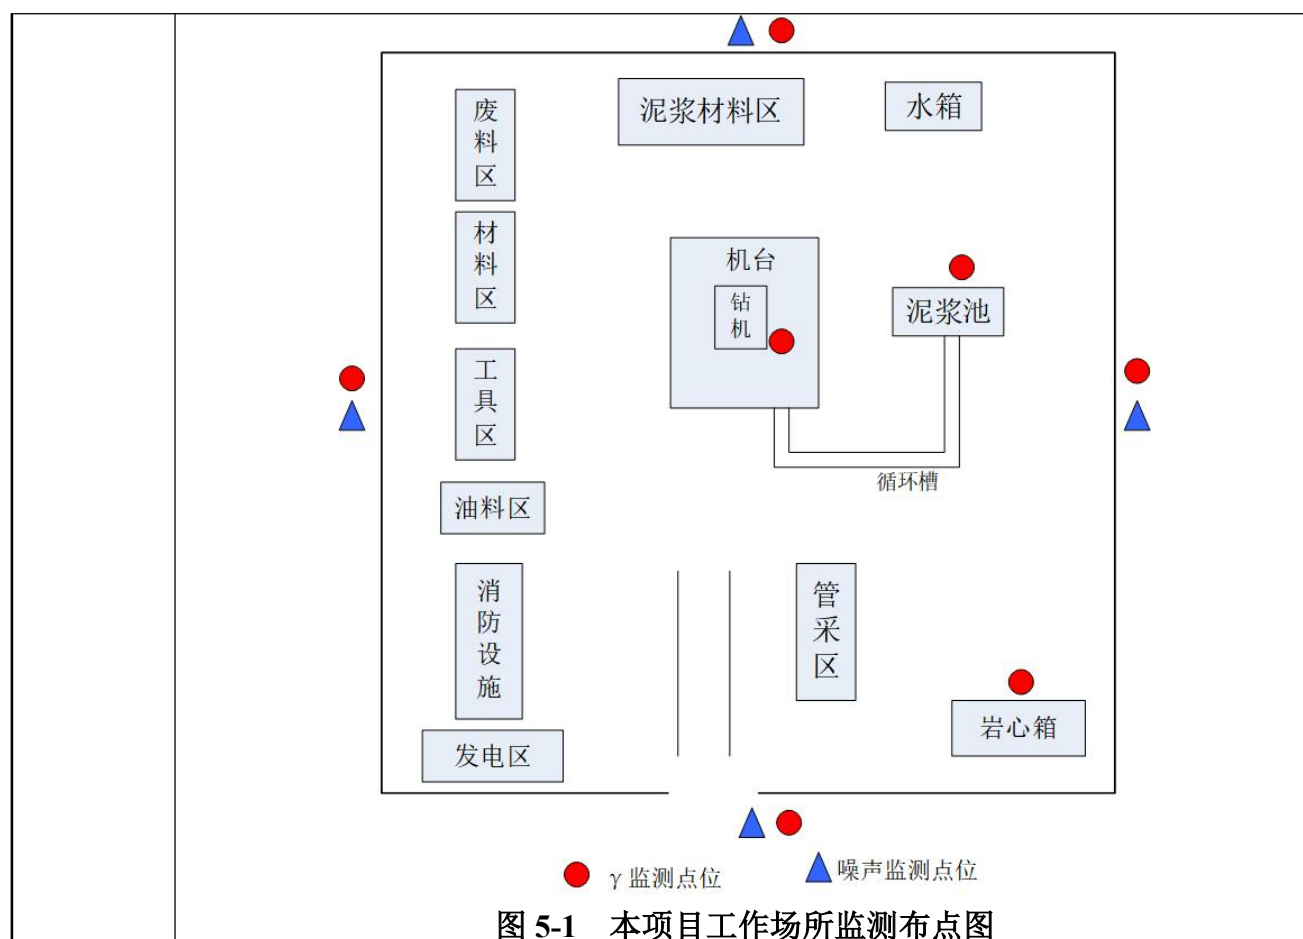 废料区
泥浆材料区
水箱
材料区
机台
钻机
泥浆池
工具区
循环槽
油料区
消防设施
管采区
岩心箱
发电区
γ 监测点位
噪声监测点位
图 5-1 本项目工作场所监测布点图